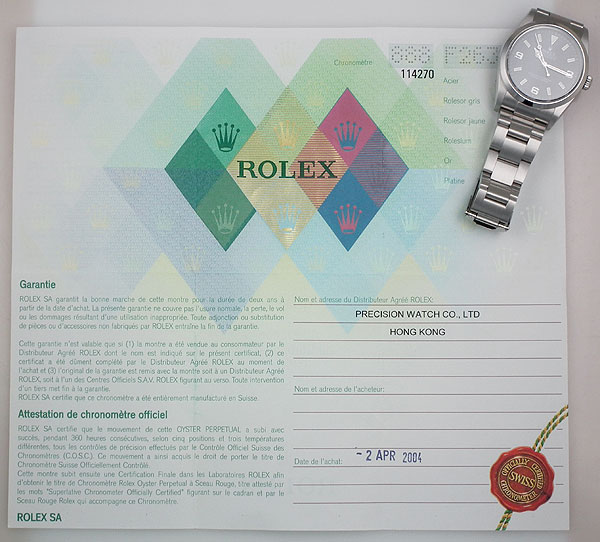 Chronomètre
888 F263
114270
Acier
Rolesor gris
Rolesor jaune
Rolesium
Or
Platine
ROLEX
Garantie
ROLEX SA garantit la bonne marche de cette montre pour la durée de deux ans à
partir de la date d'achat. La présente garantie ne couvre pas l'usure normale, la perte, le vol
ou les dommages résultant d'une utilisation inappropriée. Toute adjonction ou substitution
de pièces ou d'accessoires non fabriqués par ROLEX entraîne la fin de la garantie.
Cette garantie n'est valable que si (1) la montre a été vendue au consommateur par le
Distributeur Agréé ROLEX dont le nom est indiqué sur le présent certificat, (2) ce
certificat a été dûment complété par le Distributeur Agréé ROLEX au moment de
l'achat et (3) l'original de la garantie est remis avec la montre soit à un Distributeur Agréé
ROLEX, soit à l'un des Centres Officiels S.A.V. ROLEX figurant au verso. Toute intervention
d'un tiers met fin à la garantie.
ROLEX SA certifie que ce chronomètre a été entièrement manufacturé en Suisse.
Attestation de chronomètre officiel
ROLEX SA certifie que le mouvement de cette OYSTER PERPETUAL a subi avec
succès, pendant 360 heures consécutives, selon cinq positions et trois températures
différentes, tous les contrôles de précision effectués par le Contrôle Officiel Suisse des
Chronomètres (C.O.S.C.). Ce mouvement a ainsi acquis le droit de porter le titre de
Chronomètre Suisse Officiellement Contrôlé.
Cette montre subit ensuite une Certification Finale dans les Laboratoires ROLEX afin
d'obtenir le titre de Chronomètre Rolex Oyster Perpetual à Sceau Rouge, titre attesté par
les mots "Superlative Chronometer Officially Certified" figurant sur le cadran et par le
Sceau Rouge Rolex qui accompagne ce Chronomètre.
ROLEX SA
Nom et adresse du Distributeur Agréé ROLEX:
PRECISION WATCH CO., LTD
HONG KONG
Nom et adresse de l'acheteur:
Date de l'achat:
- 2 APR 2004
OFFICIALLY CERTIFIED
SWISS
CHRONOMETER